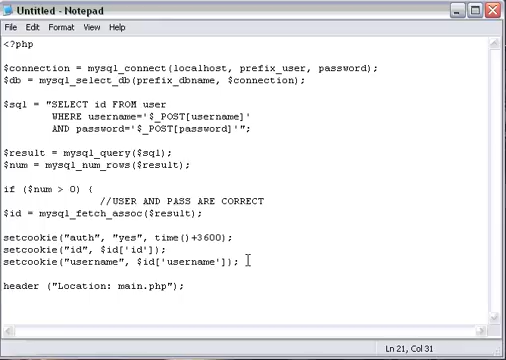 Untitled - Notepad
File Edit Format View Help
<?php
$connection = mysql_connect(localhost, prefix_user, password);
$db = mysql_select_db(prefix_dbname, $connection);
$sql = "SELECT id FROM user
WHERE username='$_POST[username]'
AND password='$_POST[password]'";
$result = mysql_query($sql);
$num = mysql_num_rows($result);
if ($num > 0) {
//USER AND PASS ARE CORRECT
$id = mysql_fetch_assoc($result);
setcookie("auth", "yes", time()+3600);
setcookie("id", $id['id']);
setcookie("username", $id['username']);
header ("Location: main.php");
Ln 21, Col 31